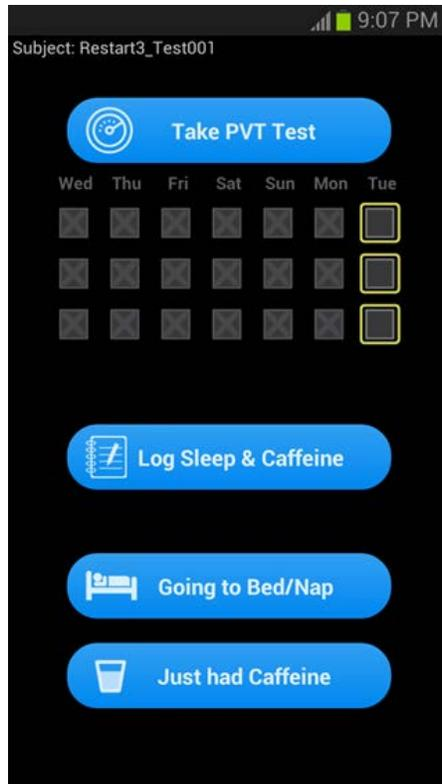 9:07 PM
Subject: Restart3_Test001
Take PVT Test
Wed Thu Fri Sat Sun Mon Tue
Log Sleep & Caffeine
Going to Bed/Nap
Just had Caffeine